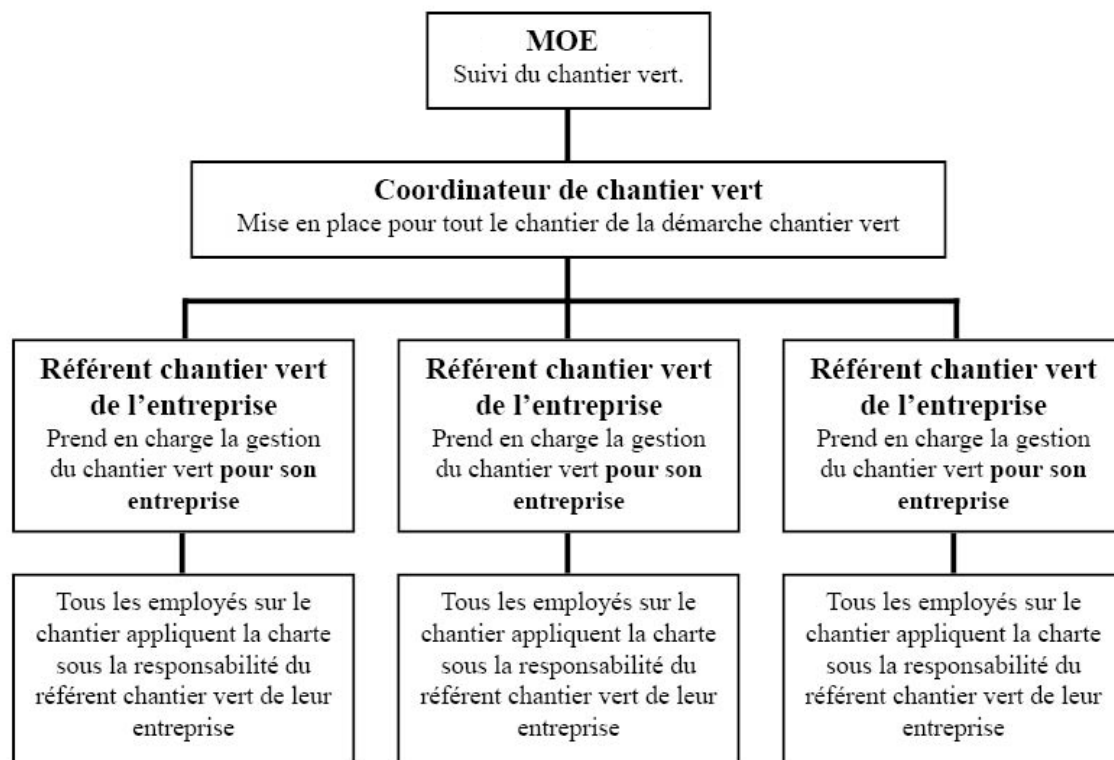 MOE
Suivi du chantier vert.
Coordinateur de chantier vert
Mise en place pour tout le chantier de la démarche chantier vert
Référent chantier vert
de l’entreprise
Prend en charge la gestion
du chantier vert pour son
entreprise
Référent chantier vert
de l’entreprise
Prend en charge la gestion
du chantier vert pour son
entreprise
Référent chantier vert
de l’entreprise
Prend en charge la gestion
du chantier vert pour son
entreprise
Tous les employés sur le
chantier appliquent la charte
sous la responsabilité du
référent chantier vert de leur
entreprise
Tous les employés sur le
chantier appliquent la charte
sous la responsabilité du
référent chantier vert de leur
entreprise
Tous les employés sur le
chantier appliquent la charte
sous la responsabilité du
référent chantier vert de leur
entreprise